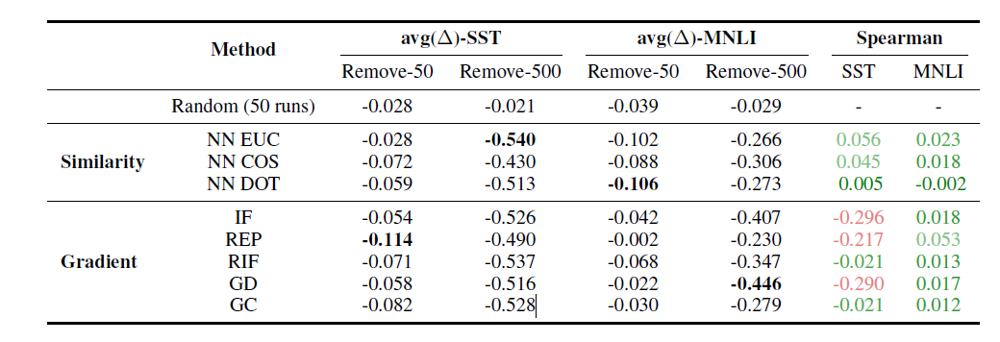 Method avg(Δ)-SST avg(Δ)-MNLI Spearman
Remove-50 Remove-500 Remove-50 Remove-500 SST MNLI
Random (50 runs) -0.028 -0.021 -0.039 -0.029 - -
NN EUC -0.028 -0.540 -0.102 -0.266 0.056 0.023
Similarity NN COS -0.072 -0.430 -0.088 -0.306 0.045 0.018
NN DOT -0.059 -0.513 -0.106 -0.273 0.005 -0.002
IF -0.054 -0.526 -0.042 -0.407 -0.296 0.018
REP -0.114 -0.490 -0.002 -0.230 -0.217 0.053
Gradient RIF -0.071 -0.537 -0.068 -0.347 -0.021 0.013
GD -0.058 -0.516 -0.022 -0.446 -0.290 0.017
GC -0.082 -0.528 -0.030 -0.279 -0.021 0.012